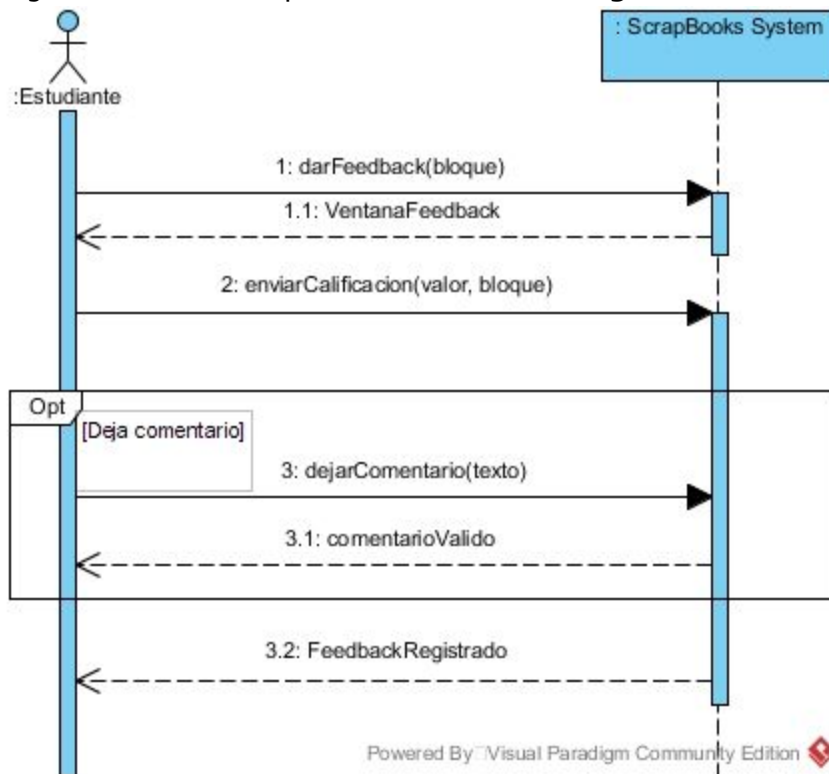 : ScrapBooks System
:Estudiante
1: darFeedback(bloque)
1.1: VentanaFeedback
2: enviarCalificacion(valor, bloque)
Opt
[Deja comentario]
3: dejarComentario(texto)
3.1: comentarioValido
3.2: FeedbackRegistrado
Powered By Visual Paradigm Community Edition